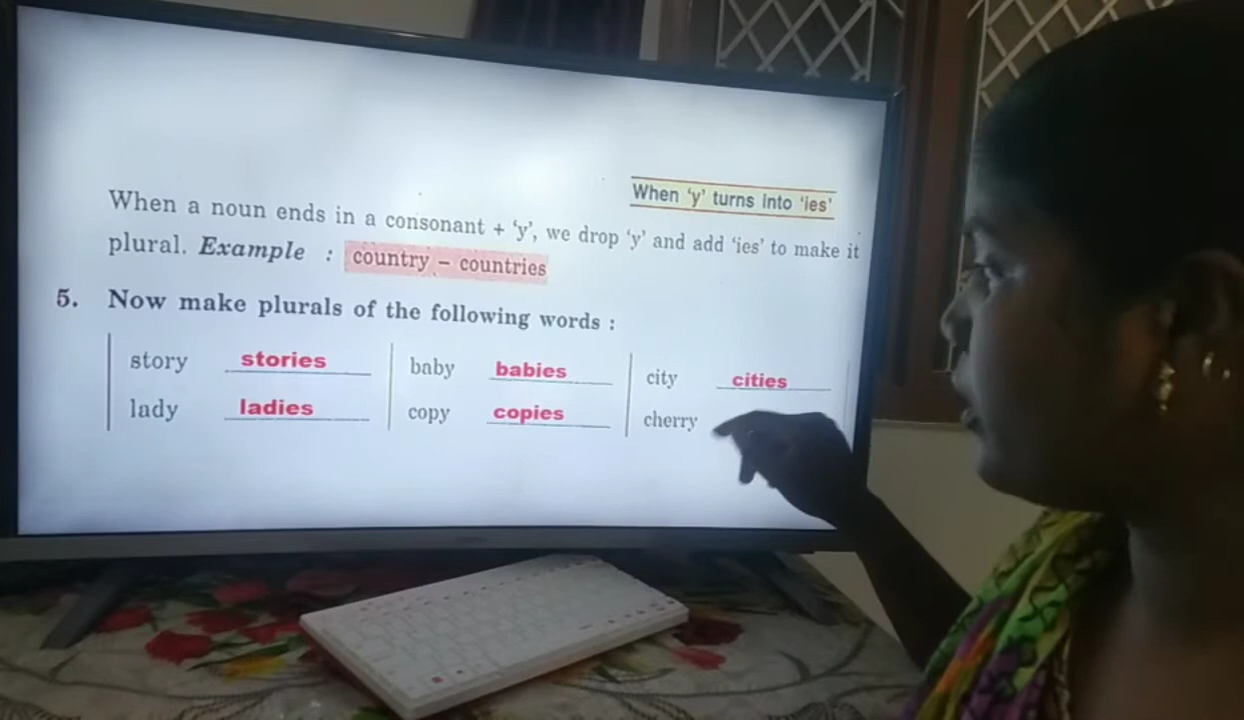 When 'y' turns into 'ies'
When a noun ends in a consonant + 'y', we drop 'y' and add 'ies' to make it
plural. Example : country – countries
5. Now make plurals of the following words :
story stories baby babies city cities
lady ladies copy copies cherry